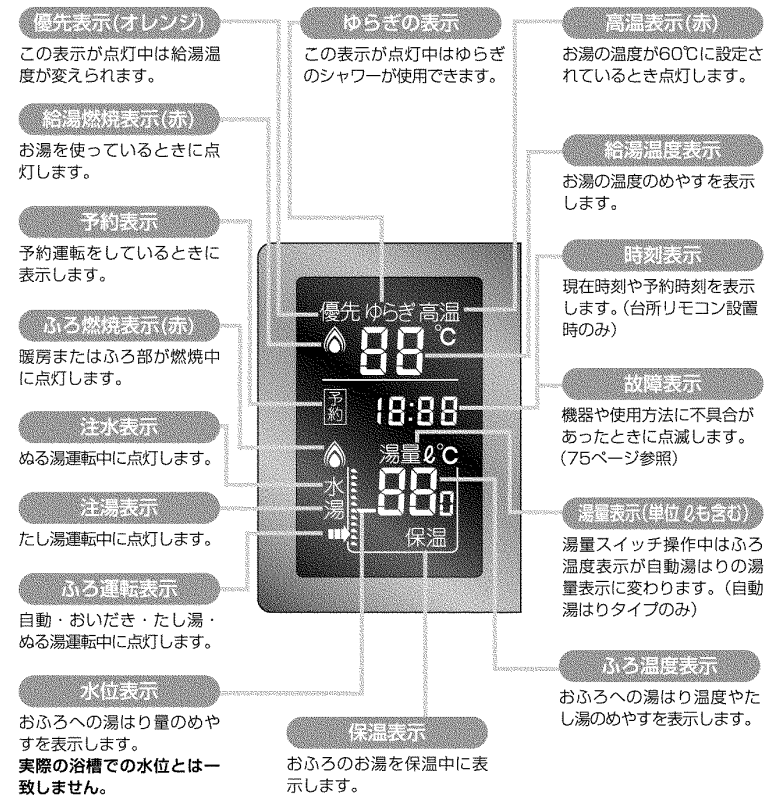 優先表示(オレンジ)
この表示が点灯中は給湯温
度が変えられます。
給湯燃焼表示(赤)
お湯を使っているときに点
灯します。
予約表示
予約運転をしているときに
表示します。
ふろ燃焼表示(赤)
暖房またはふろ部が燃焼中
に点灯します。
注水表示
ぬる湯運転中に点灯します。
注湯表示
たし湯運転中に点灯します。
ふろ運転表示
自動・おいだき・たし湯・
ぬる湯運転中に点灯します。
水位表示
おふろへの湯はり量のめや
すを表示します。
実際の浴槽での水位とは一
致しません。
ゆらぎの表示
この表示が点灯中はゆらぎ
のシャワーが使用できます。
優先 ゆらぎ 高温
88 ℃
予約 18:88
湯量 ℓ ℃
水
湯
88
保温
保温表示
おふろのお湯を保温中に表
示します。
高温表示(赤)
お湯の温度が60℃に設定さ
れているとき点灯します。
給湯温度表示
お湯の温度のめやすを表示
します。
時刻表示
現在時刻や予約時刻を表示
します。(台所リモコン設置
時のみ)
故障表示
機器や使用方法に不具合が
あったときに点滅します。
(75ページ参照)
湯量表示(単位ℓも含む)
湯量スイッチ操作中はふろ
温度表示が自動湯はりの湯
量表示に変わります。(自動
湯はりタイプのみ)
ふろ温度表示
おふろへの湯はり温度やた
し湯のめやすを表示します。